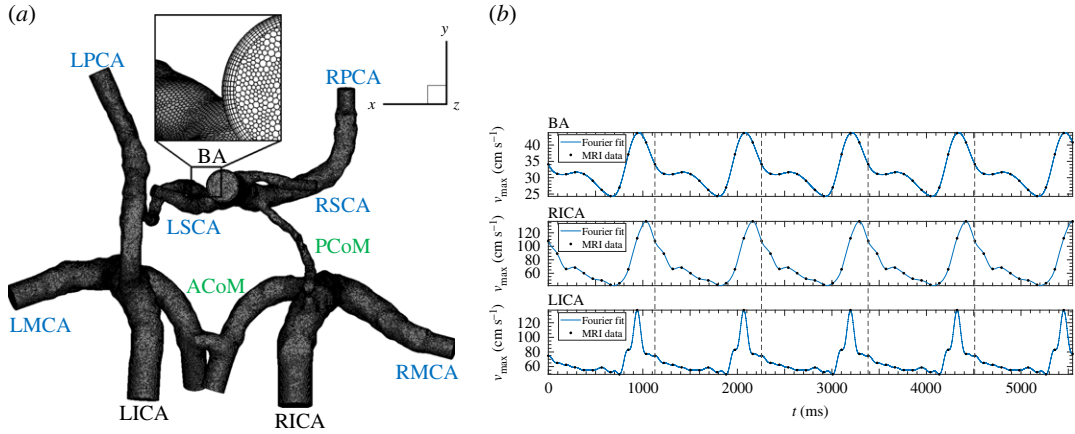 (a)
LPCA
RPCA
y
x
z
BA
LSCA
RSCA
PCoM
ACoM
LMCA
RMCA
LICA
RICA
(b)
BA
v_max (cm s⁻¹)
40
35
30
25
Fourier fit
MRI data
RICA
v_max (cm s⁻¹)
120
100
80
60
Fourier fit
MRI data
LICA
v_max (cm s⁻¹)
120
100
80
60
Fourier fit
MRI data
0 1000 2000 3000 4000 5000
t (ms)